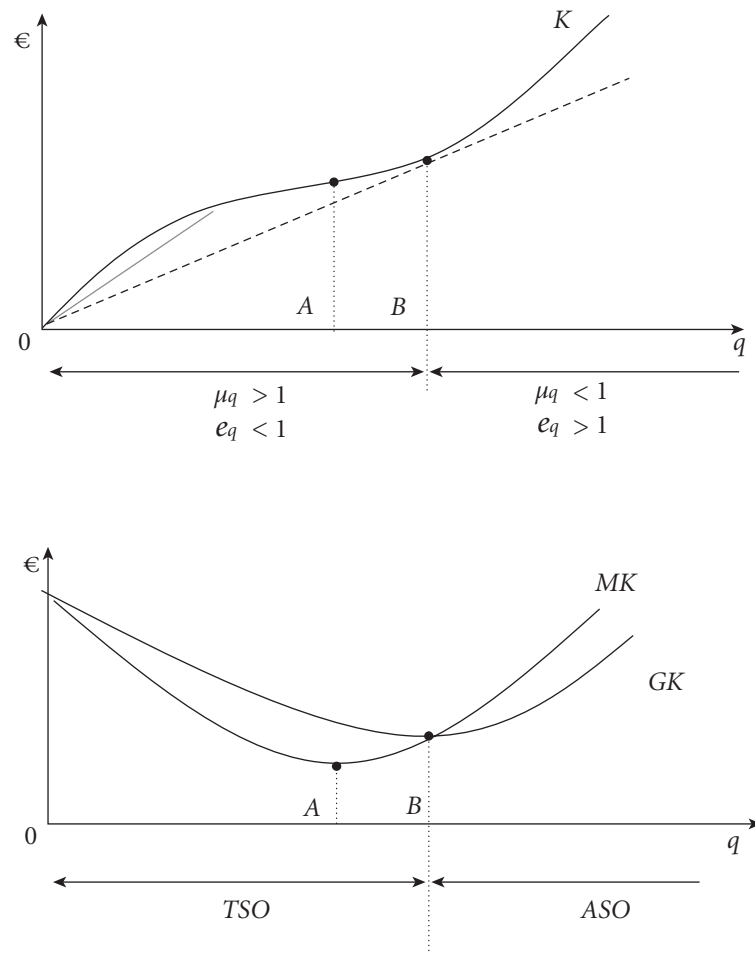 €
K
A B
0
q
μq > 1 μq < 1
eq < 1 eq > 1
€
MK
GK
A B
0
q
TSO ASO